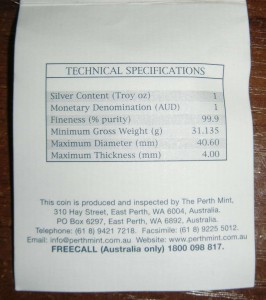 TECHNICAL SPECIFICATIONS
Silver Content (Troy oz) 1
Monetary Denomination (AUD) 1
Fineness (% purity) 99.9
Minimum Gross Weight (g) 31.135
Maximum Diameter (mm) 40.60
Maximum Thickness (mm) 4.00
This coin is produced and inspected by The Perth Mint,
310 Hay Street, East Perth, WA 6004, Australia.
PO Box 6297, East Perth, WA 6892, Australia.
Telephone: (61 8) 9421 7218. Facsimile: (61 8) 9225 5012.
Email: info@perthmint.com.au Website: www.perthmint.com.au
FREECALL (Australia only) 1800 098 817.